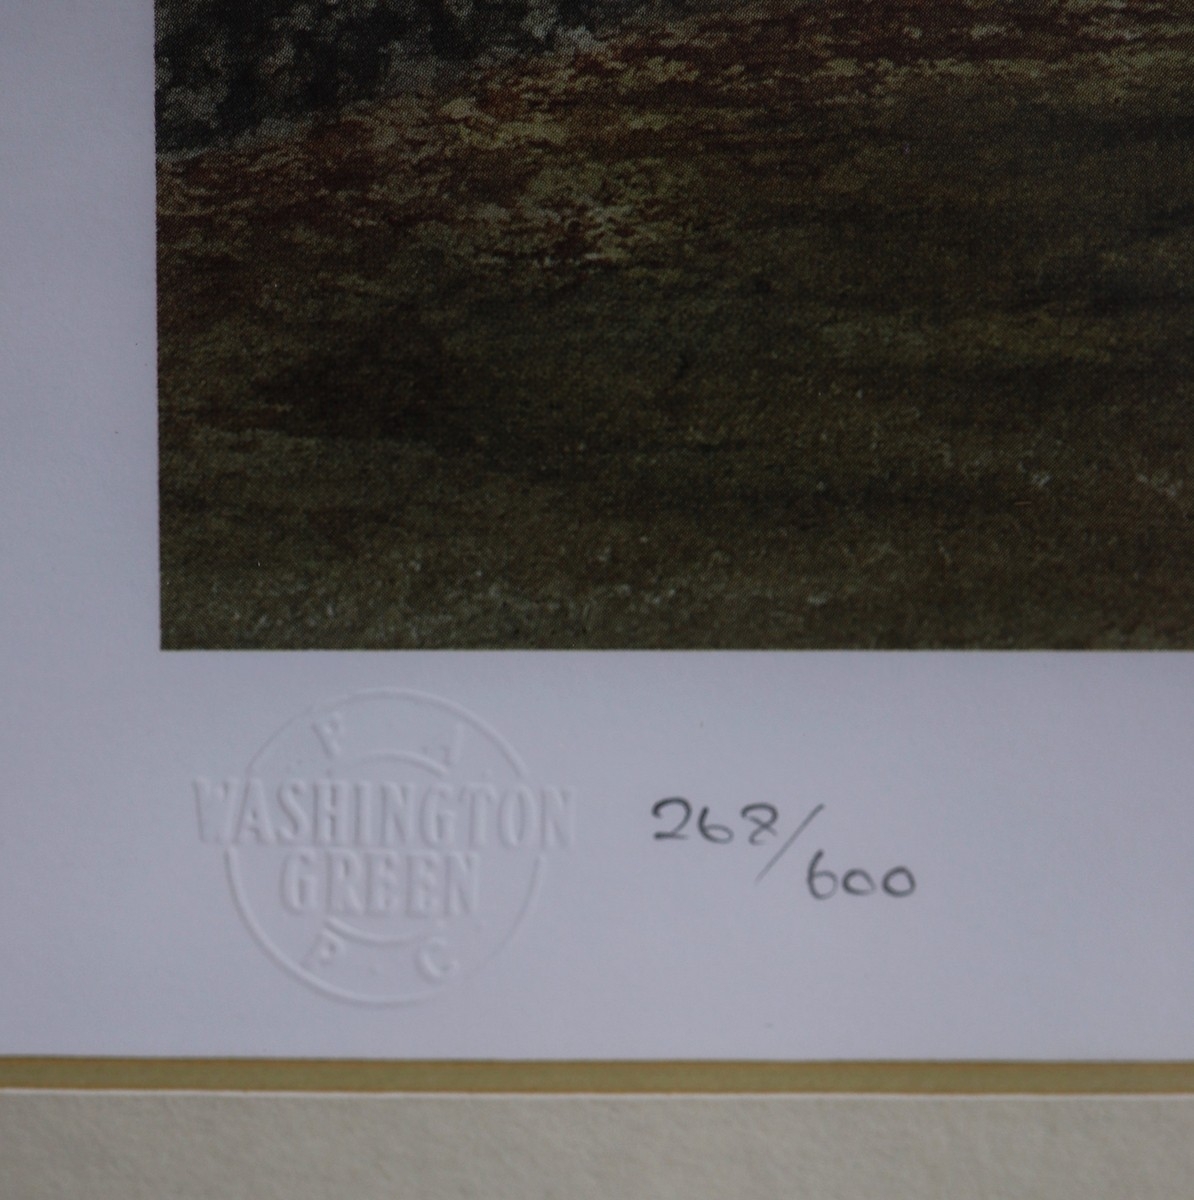 F A
WASHINGTON
GREEN
P C
268/600